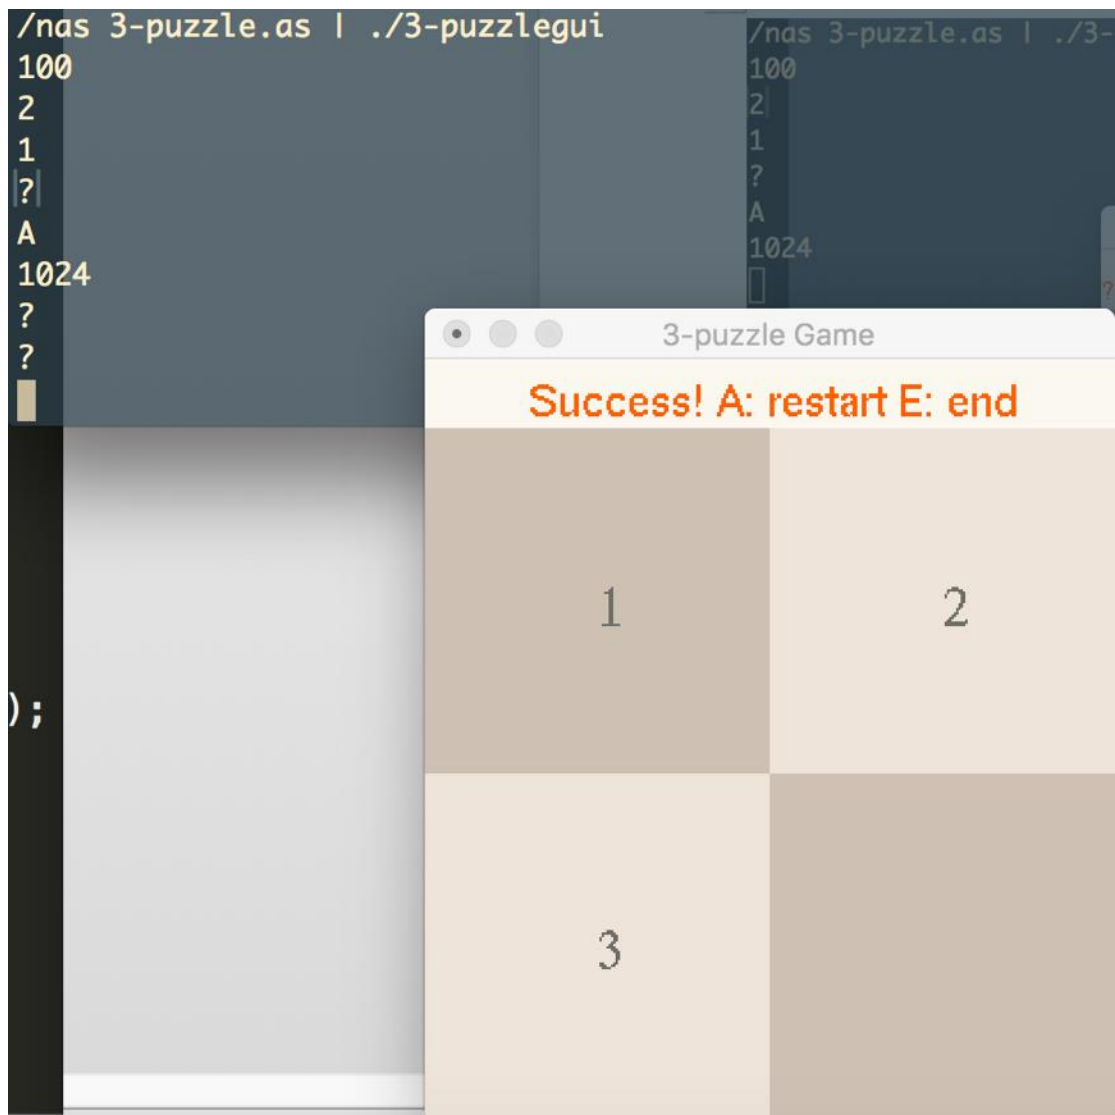 /nas 3-puzzle.as | ./3-puzzlegui
100
2
1
?
A
1024
?
?
/nas 3-puzzle.as | ./3-
100
2
1
?
A
1024
?
3-puzzle Game
Success! A: restart E: end
1 2
3
);